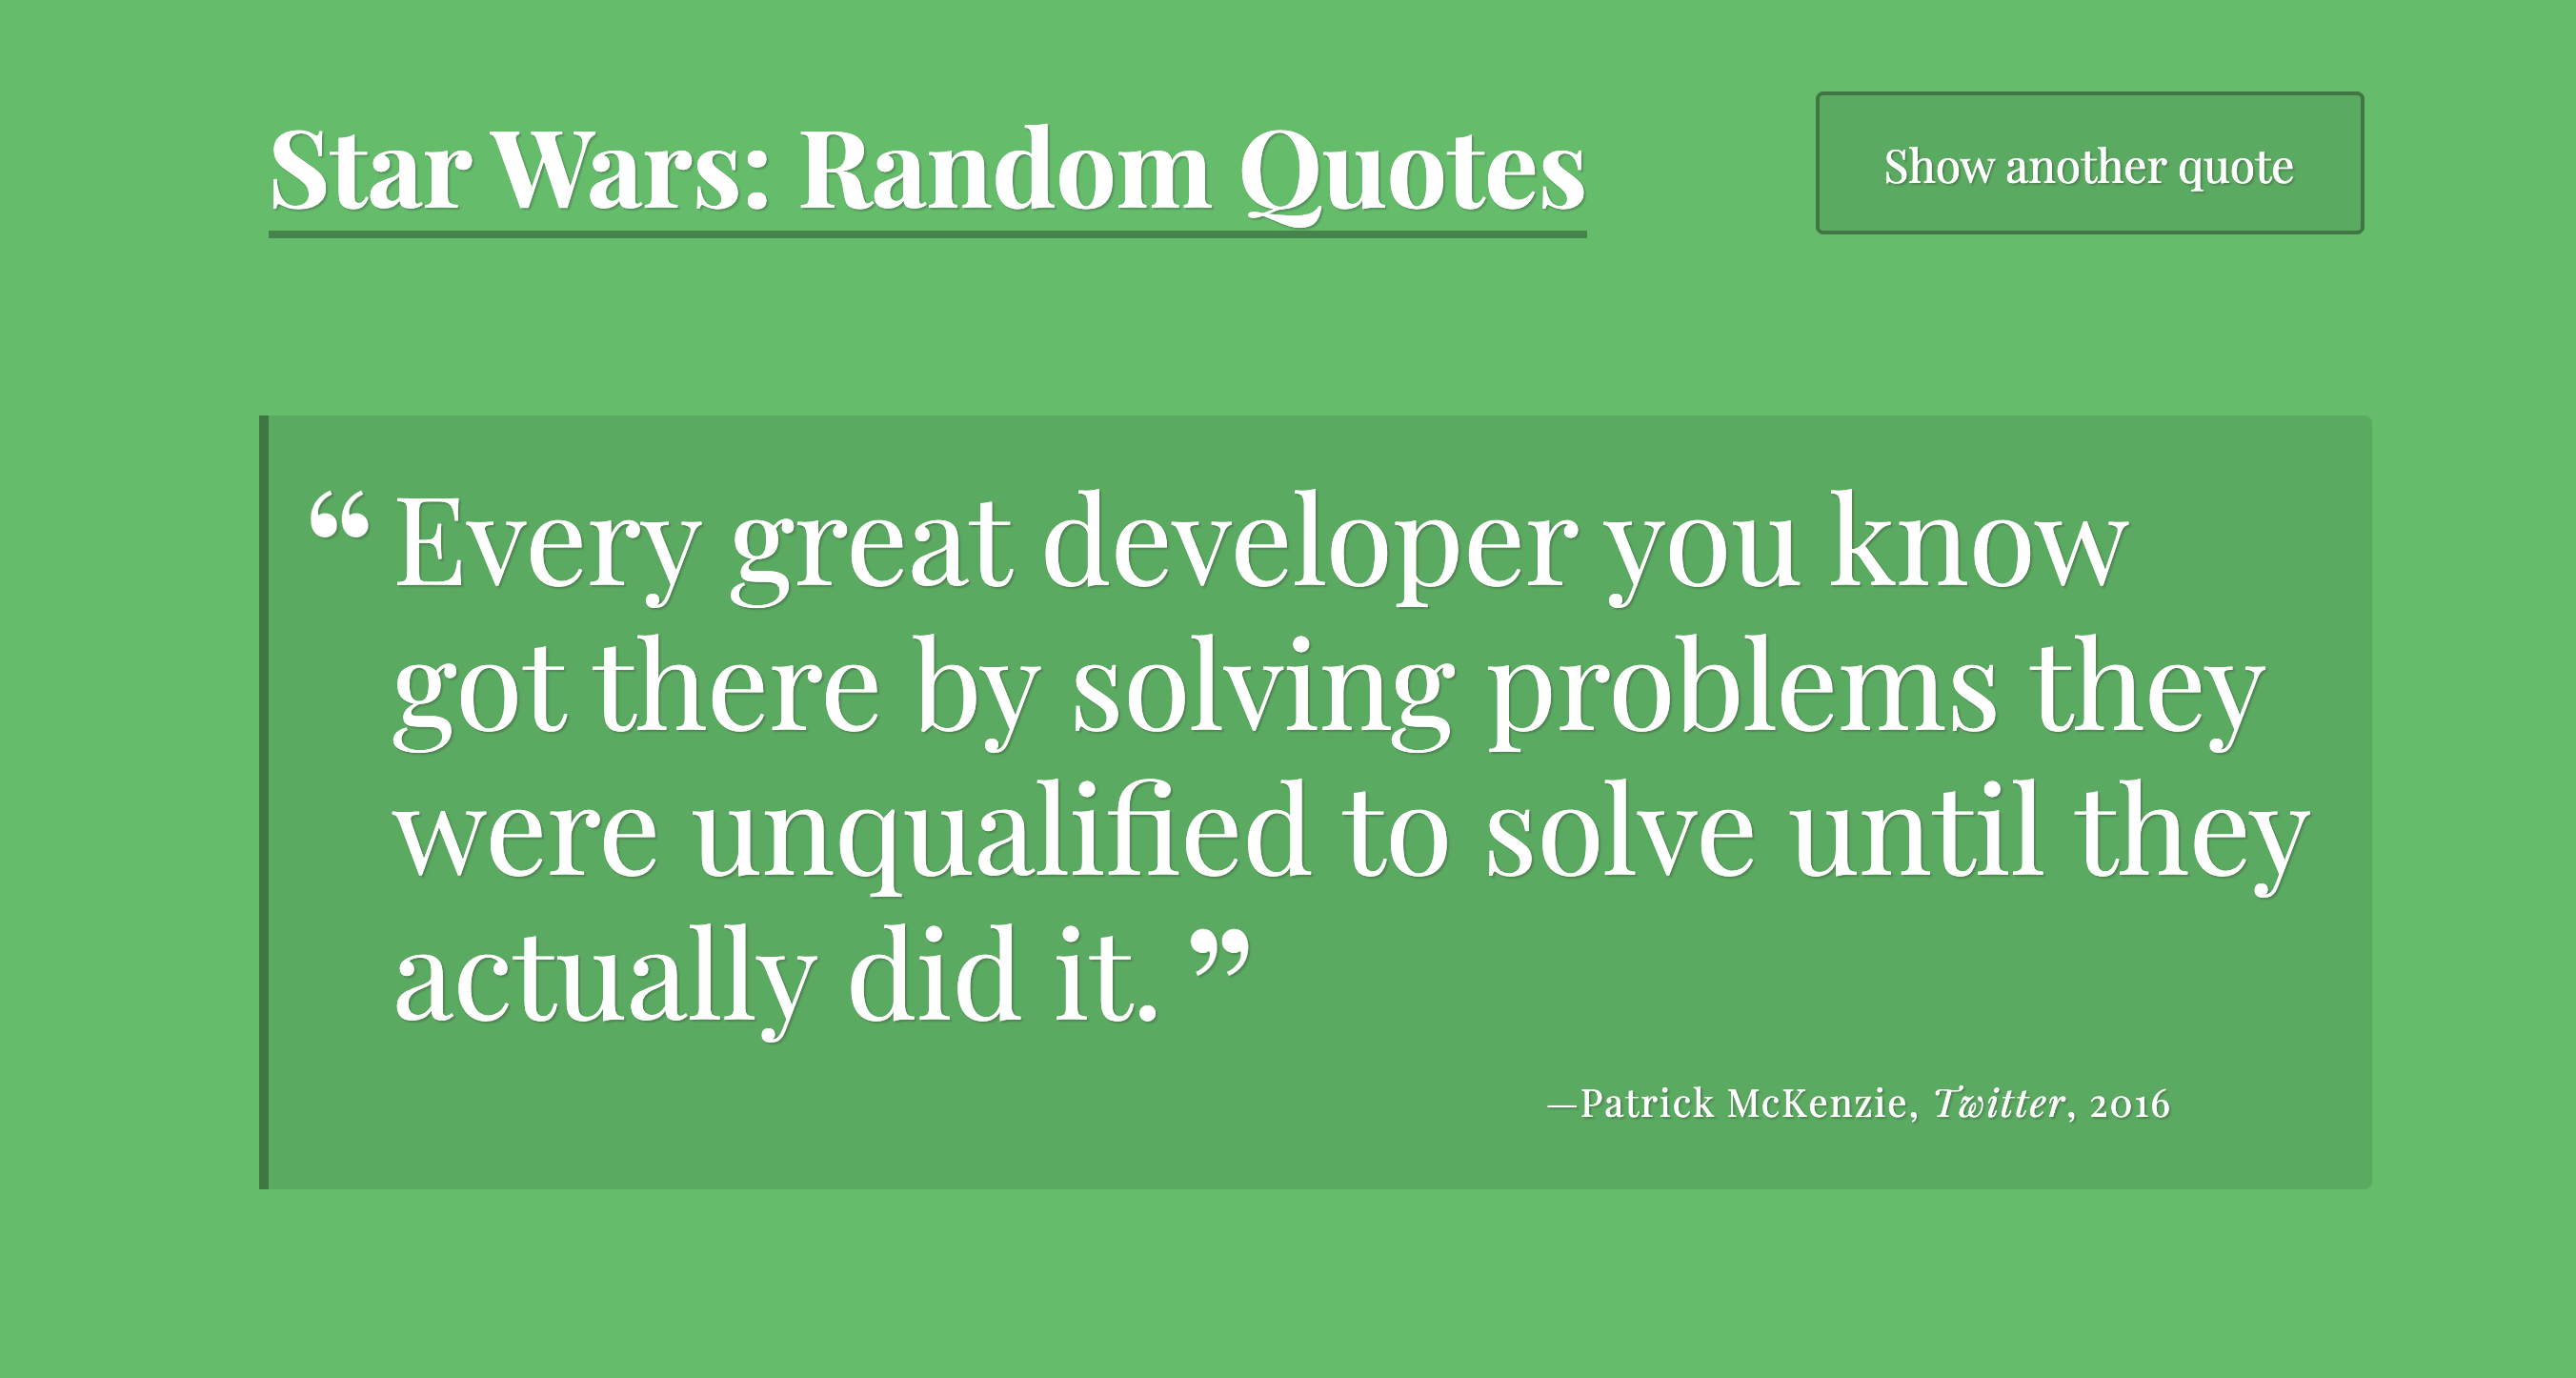 Star Wars: Random Quotes
Show another quote
“ Every great developer you know
got there by solving problems they
were unqualified to solve until they
actually did it. ”
—Patrick McKenzie, Twitter, 2016